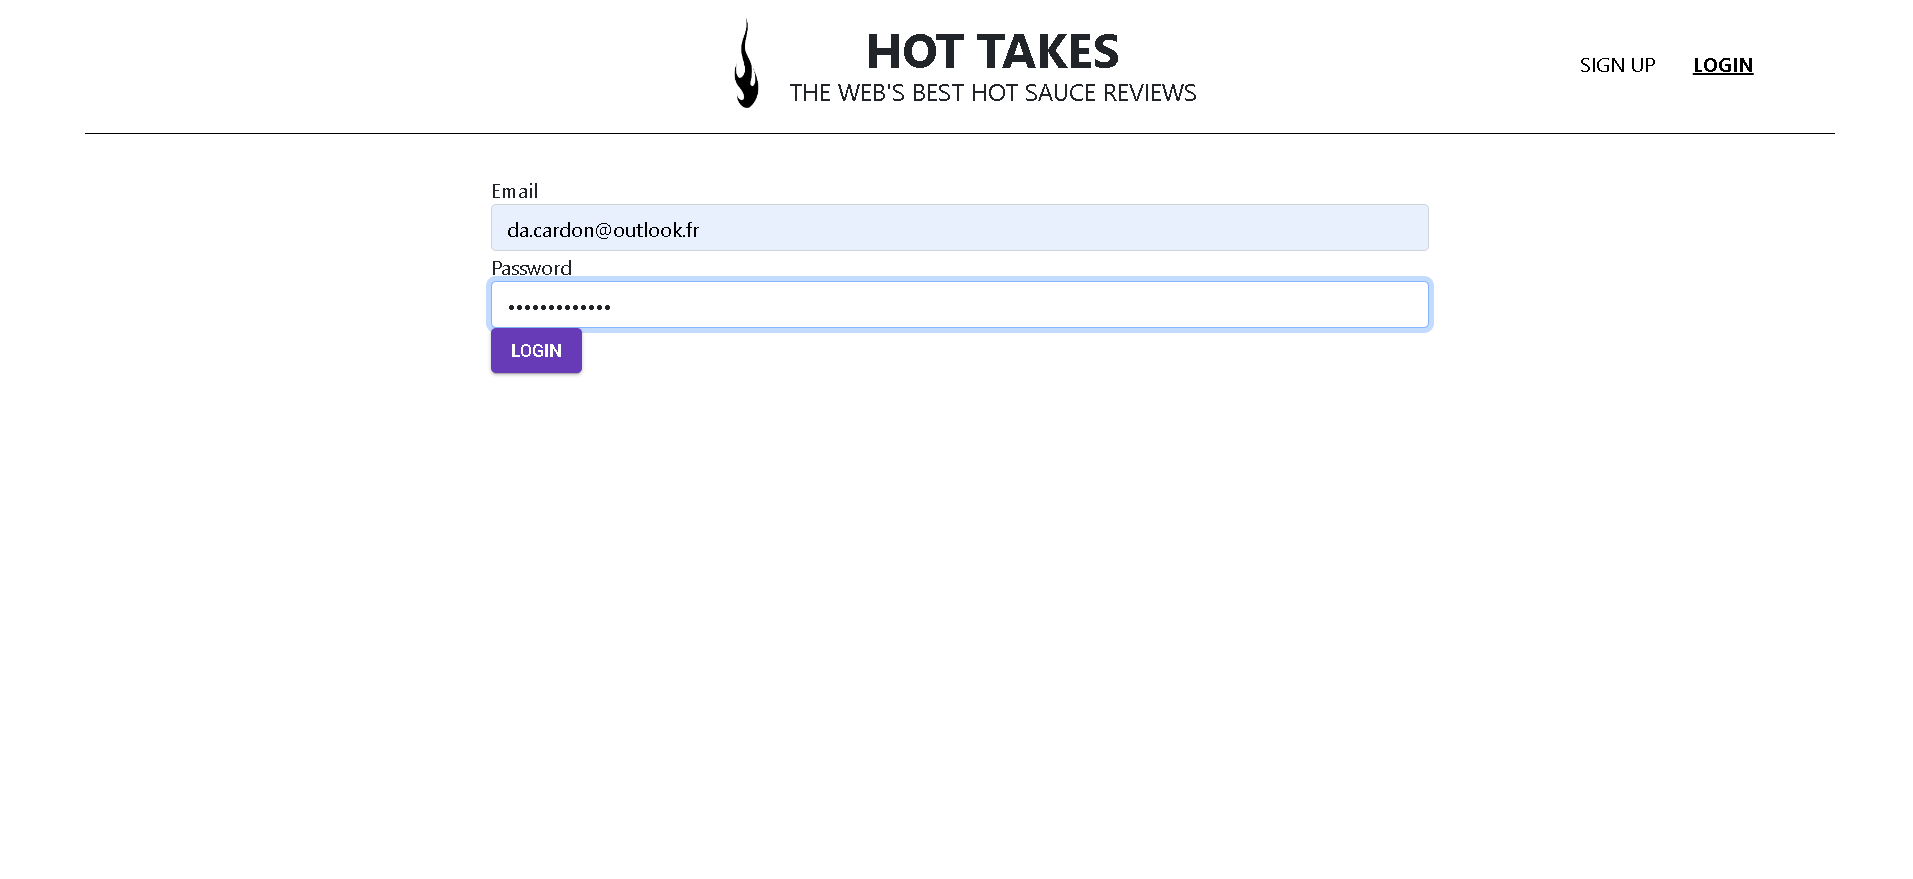 HOT TAKES
THE WEB'S BEST HOT SAUCE REVIEWS
SIGN UP
LOGIN
Email
da.cardon@outlook.fr
Password
•••••••••••••
LOGIN